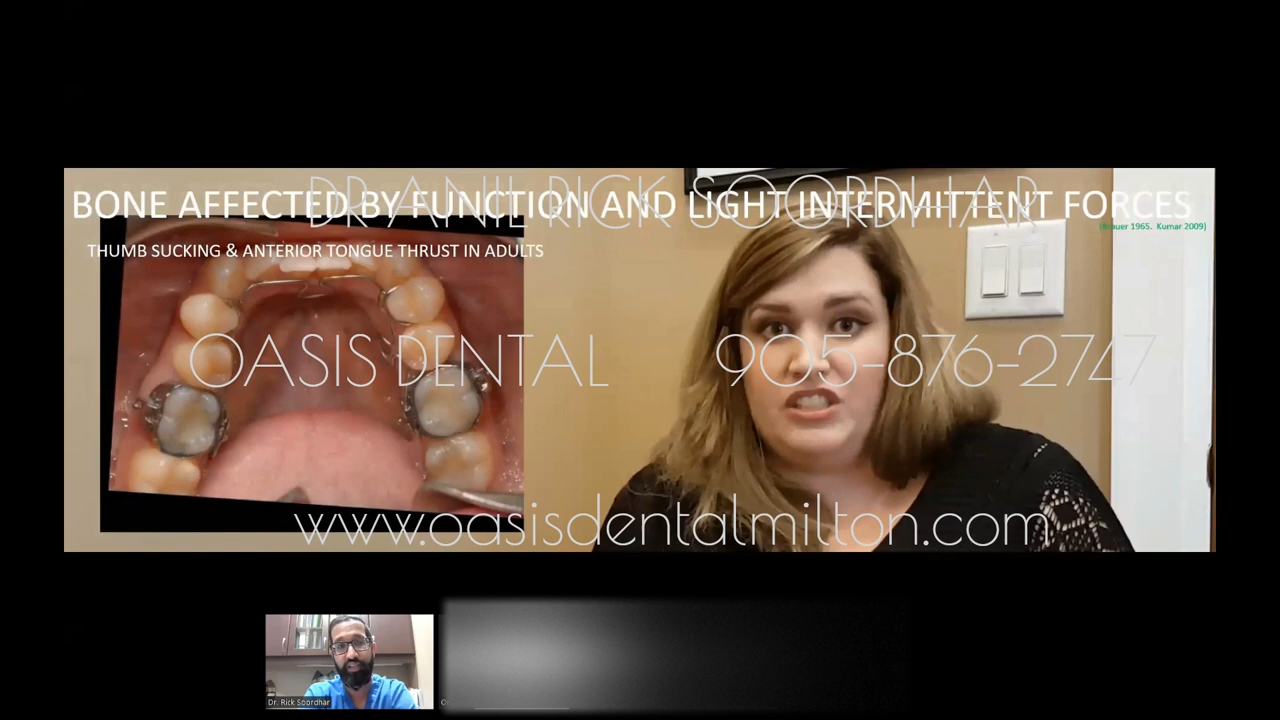 DR ANIL RICK SOORDHAR
BONE AFFECTED BY FUNCTION AND LIGHT INTERMITTENT FORCES
2009)
THUMB SUCKING & ANTERIOR TONGUE THRUST IN ADULTS
OASIS DENTAL 905-876-2747
www.oasisdentalmilton.com
Dr. Rick Soordhar